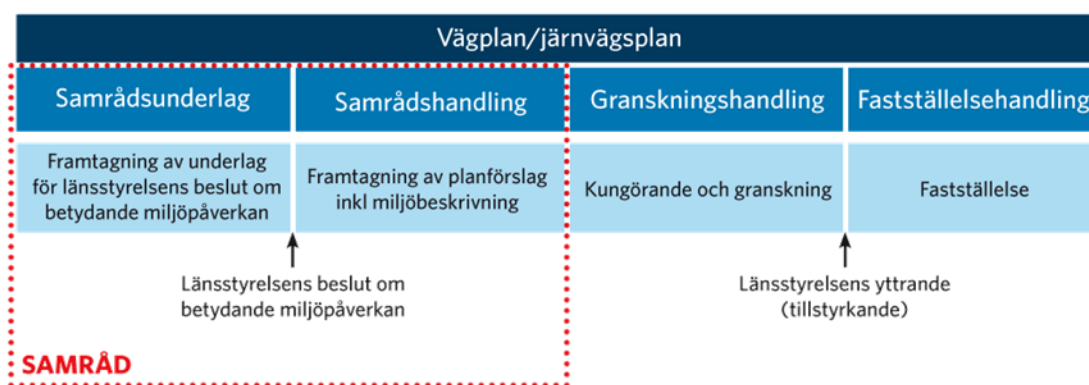 Vägplan/järnvägsplan
Samrådsunderlag
Samrådshandling
Granskningshandling
Fastställelsehandling
Framtagning av underlag
för länsstyrelsens beslut om
betydande miljöpåverkan
Framtagning av planförslag
inkl miljöbeskrivning
Kungörande och granskning
Fastställelse
Länsstyrelsens beslut om
betydande miljöpåverkan
Länsstyrelsens yttrande
(tillstyrkande)
SAMRÅD